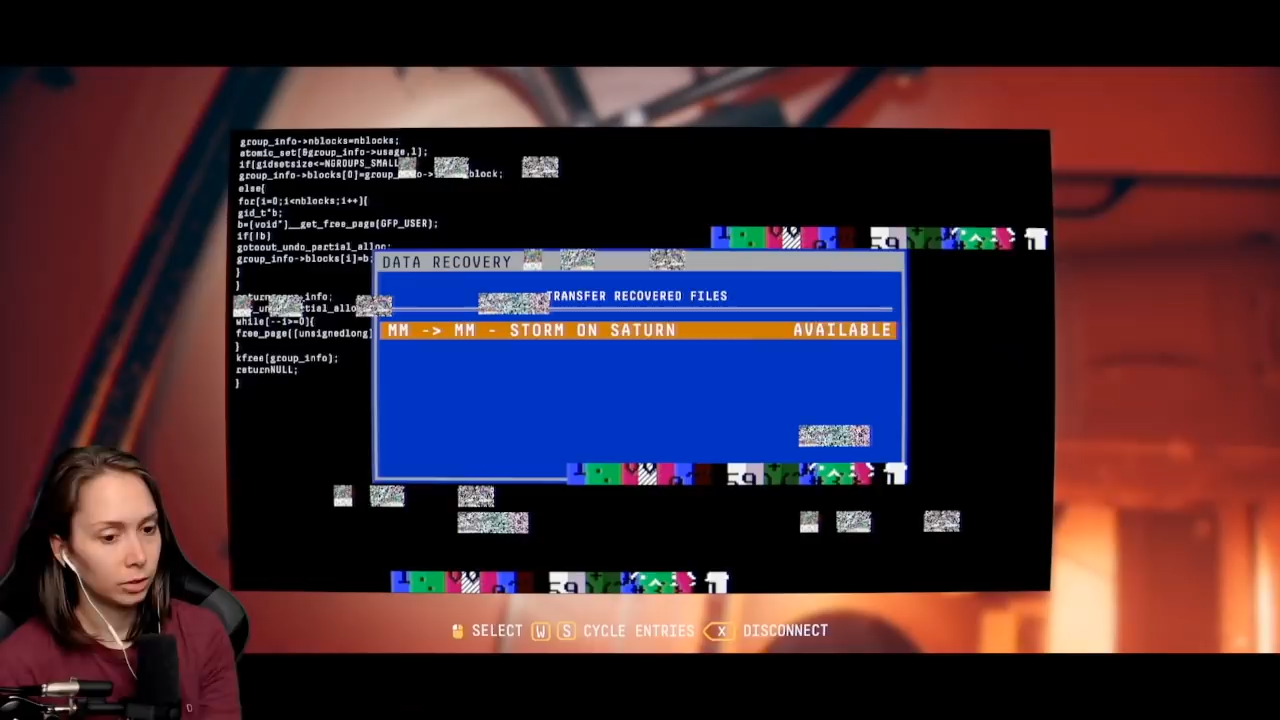 group_info->nblocks=nblocks;
atomic_set(&group_info->usage,1);
if(gidsetsize<=NGROUPS_SMALL
group_info->blocks[0]=group_ ->block;
else{
for(i=0;i<nblocks;i++){
gid_t*b;
b=(void*)__get_free_page(GFP_USER);
if(!b)
gotoout_undo_partial_alloc;
group_info->blocks[i]=b;
}
}
while(--i>=0){
free_page((unsignedlong)
}
kfree(group_info);
returnNULL;
}
DATA RECOVERY
TRANSFER RECOVERED FILES
MM -> MM - STORM ON SATURN AVAILABLE
SELECT W S CYCLE ENTRIES X DISCONNECT